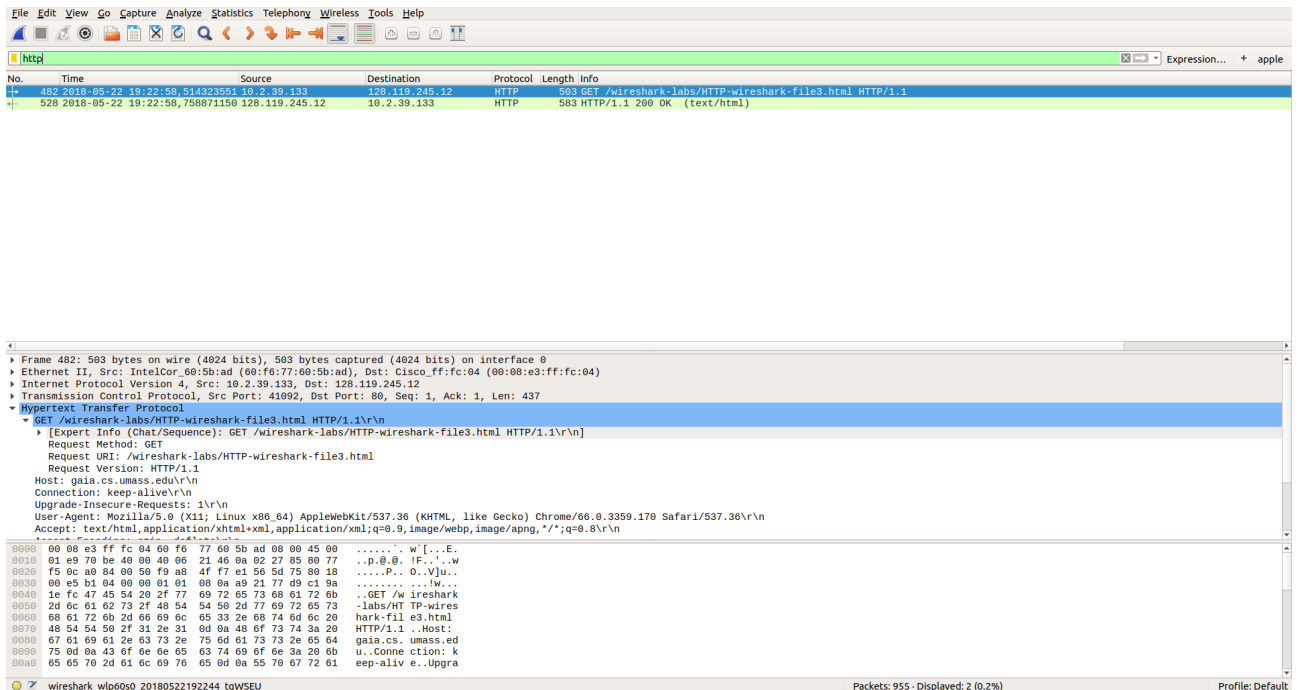 File Edit View Go Capture Analyze Statistics Telephony Wireless Tools Help
http
Expression... + apple
No. Time Source Destination Protocol Length Info
482 2018-05-22 19:22:58,514323551 10.2.39.133 128.119.245.12 HTTP 503 GET /wireshark-labs/HTTP-wireshark-file3.html HTTP/1.1
528 2018-05-22 19:22:58,758871150 128.119.245.12 10.2.39.133 HTTP 583 HTTP/1.1 200 OK (text/html)
Frame 482: 503 bytes on wire (4024 bits), 503 bytes captured (4024 bits) on interface 0
Ethernet II, Src: IntelCor_60:5b:ad (60:f6:77:60:5b:ad), Dst: Cisco_ff:fc:04 (00:08:e3:ff:fc:04)
Internet Protocol Version 4, Src: 10.2.39.133, Dst: 128.119.245.12
Transmission Control Protocol, Src Port: 41092, Dst Port: 80, Seq: 1, Ack: 1, Len: 437
Hypertext Transfer Protocol
GET /wireshark-labs/HTTP-wireshark-file3.html HTTP/1.1\r\n
[Expert Info (Chat/Sequence): GET /wireshark-labs/HTTP-wireshark-file3.html HTTP/1.1\r\n]
Request Method: GET
Request URI: /wireshark-labs/HTTP-wireshark-file3.html
Request Version: HTTP/1.1
Host: gaia.cs.umass.edu\r\n
Connection: keep-alive\r\n
Upgrade-Insecure-Requests: 1\r\n
User-Agent: Mozilla/5.0 (X11; Linux x86_64) AppleWebKit/537.36 (KHTML, like Gecko) Chrome/66.0.3359.170 Safari/537.36\r\n
Accept: text/html,application/xhtml+xml,application/xml;q=0.9,image/webp,image/apng,*/*;q=0.8\r\n
0000 00 08 e3 ff fc 04 60 f6 77 60 5b ad 08 00 45 00 ......`. w`[...E.
0010 01 e9 70 be 40 00 40 06 21 46 0a 02 27 85 80 77 ..p.@.@. !F..'..w
0020 f5 0c a0 84 00 50 f9 a8 4f f7 e1 56 5d 75 80 18 .....P.. O..V]u..
0030 00 e5 b1 04 00 00 01 01 08 0a a9 21 77 d9 c1 9a ........ ...!w...
0040 1e fc 47 45 54 20 2f 77 69 72 65 73 68 61 72 6b ..GET /w ireshark
0050 2d 6c 61 62 73 2f 48 54 54 50 2d 77 69 72 65 73 -labs/HT TP-wires
0060 68 61 72 6b 2d 66 69 6c 65 33 2e 68 74 6d 6c 20 hark-fil e3.html
0070 48 54 54 50 2f 31 2e 31 0d 0a 48 6f 73 74 3a 20 HTTP/1.1 ..Host:
0080 67 61 69 61 2e 63 73 2e 75 6d 61 73 73 2e 65 64 gaia.cs. umass.ed
0090 75 0d 0a 43 6f 6e 6e 65 63 74 69 6f 6e 3a 20 6b u..Conne ction: k
00a0 65 65 70 2d 61 6c 69 76 65 0d 0a 55 70 67 72 61 eep-aliv e..Upgra
wireshark_wlp60s0_20180522192244_tqWSEU Packets: 955 · Displayed: 2 (0.2%) Profile: Default